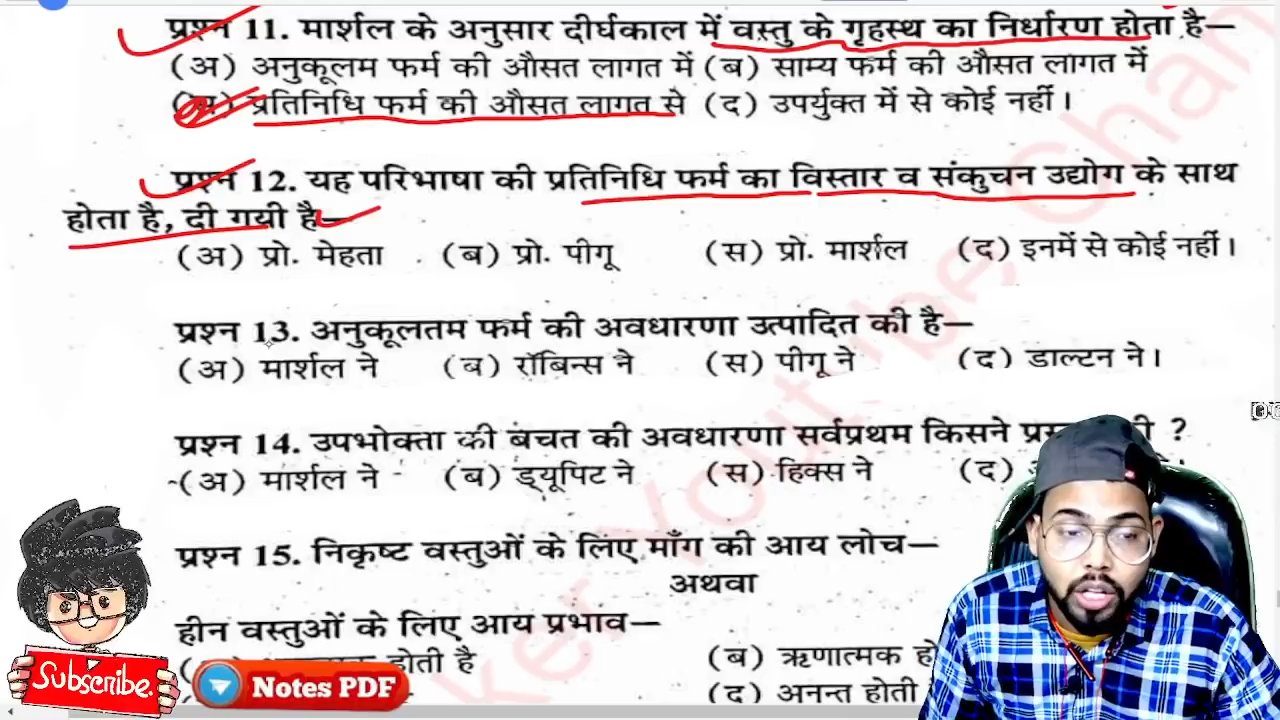 प्रश्न 11. मार्शल के अनुसार दीर्घकाल में वस्तु के गृहस्थ का निर्धारण होता है—
(अ) अनुकूलम फर्म की औसत लागत में (ब) साम्य फर्म की औसत लागत में
प्रतिनिधि फर्म की औसत लागत से (द) उपर्युक्त में से कोई नहीं।
प्रश्न 12. यह परिभाषा की प्रतिनिधि फर्म का विस्तार व संकुचन उद्योग के साथ
होता है, दी गयी है—
(अ) प्रो. मेहता (ब) प्रो. पीगू (स) प्रो. मार्शल (द) इनमें से कोई नहीं।
प्रश्न 13. अनुकूलतम फर्म की अवधारणा उत्पादित की है—
(अ) मार्शल ने (ब) रॉबिन्स ने (स) पीगू ने (द) डाल्टन ने।
प्रश्न 14. उपभोक्ता की बचत की अवधारणा सर्वप्रथम किसने ?
(अ) मार्शल ने (ब) ड्यूपिट ने (स) हिक्स ने (द)
प्रश्न 15. निकृष्ट वस्तुओं के लिए माँग की आय लोच—
अथवा
हीन वस्तुओं के लिए आय प्रभाव—
होती है (ब) ऋणात्मक
(द) अनन्त होती
Subscribe.
Notes PDF